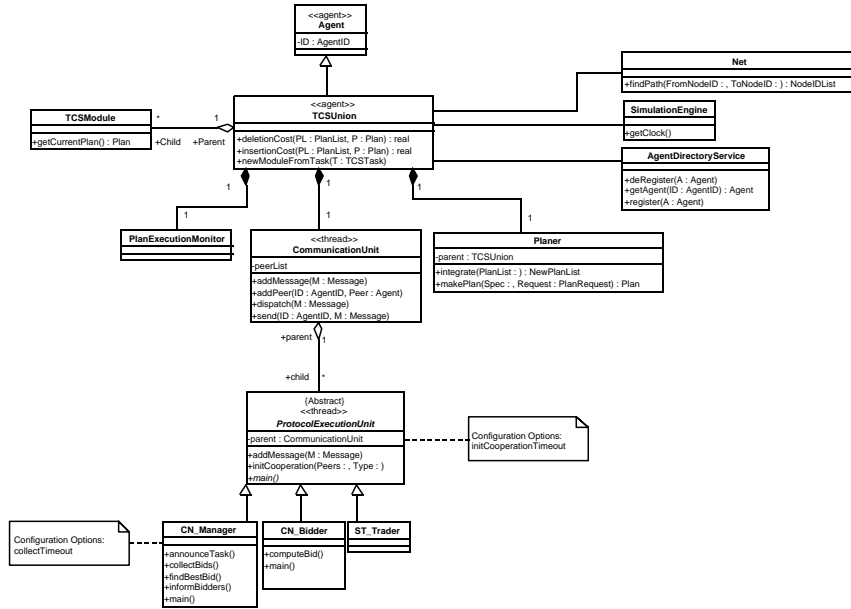 <<agent>>
Agent
-ID : AgentID
Net
+findPath(FromNodeID : , ToNodeID : ) : NodeIDList
<<agent>>
TCSUnion
+deletionCost(PL : PlanList, P : Plan) : real
+insertionCost(PL : PlanList, P : Plan) : real
+newModuleFromTask(T : TCSTask)
TCSModule
+getCurrentPlan() : Plan
*
1
+Child
+Parent
SimulationEngine
+getClock()
AgentDirectoryService
+deRegister(A : Agent)
+getAgent(ID : AgentID) : Agent
+register(A : Agent)
1
1
1
1
1
1
PlanExecutionMonitor
<<thread>>
CommunicationUnit
-peerList
+addMessage(M : Message)
+addPeer(ID : AgentID, Peer : Agent)
+dispatch(M : Message)
+send(ID : AgentID, M : Message)
Planer
-parent : TCSUnion
+integrate(PlanList : ) : NewPlanList
+makePlan(Spec : , Request : PlanRequest) : Plan
+parent
1
+child
*
{Abstract}
<<thread>>
ProtocolExecutionUnit
-parent : CommunicationUnit
+addMessage(M : Message)
+initCooperation(Peers : , Type : )
+main()
Configuration Options:
initCooperationTimeout
Configuration Options:
collectTimeout
CN_Manager
+announceTask()
+collectBids()
+findBestBid()
+informBidders()
+main()
CN_Bidder
+computeBid()
+main()
ST_Trader